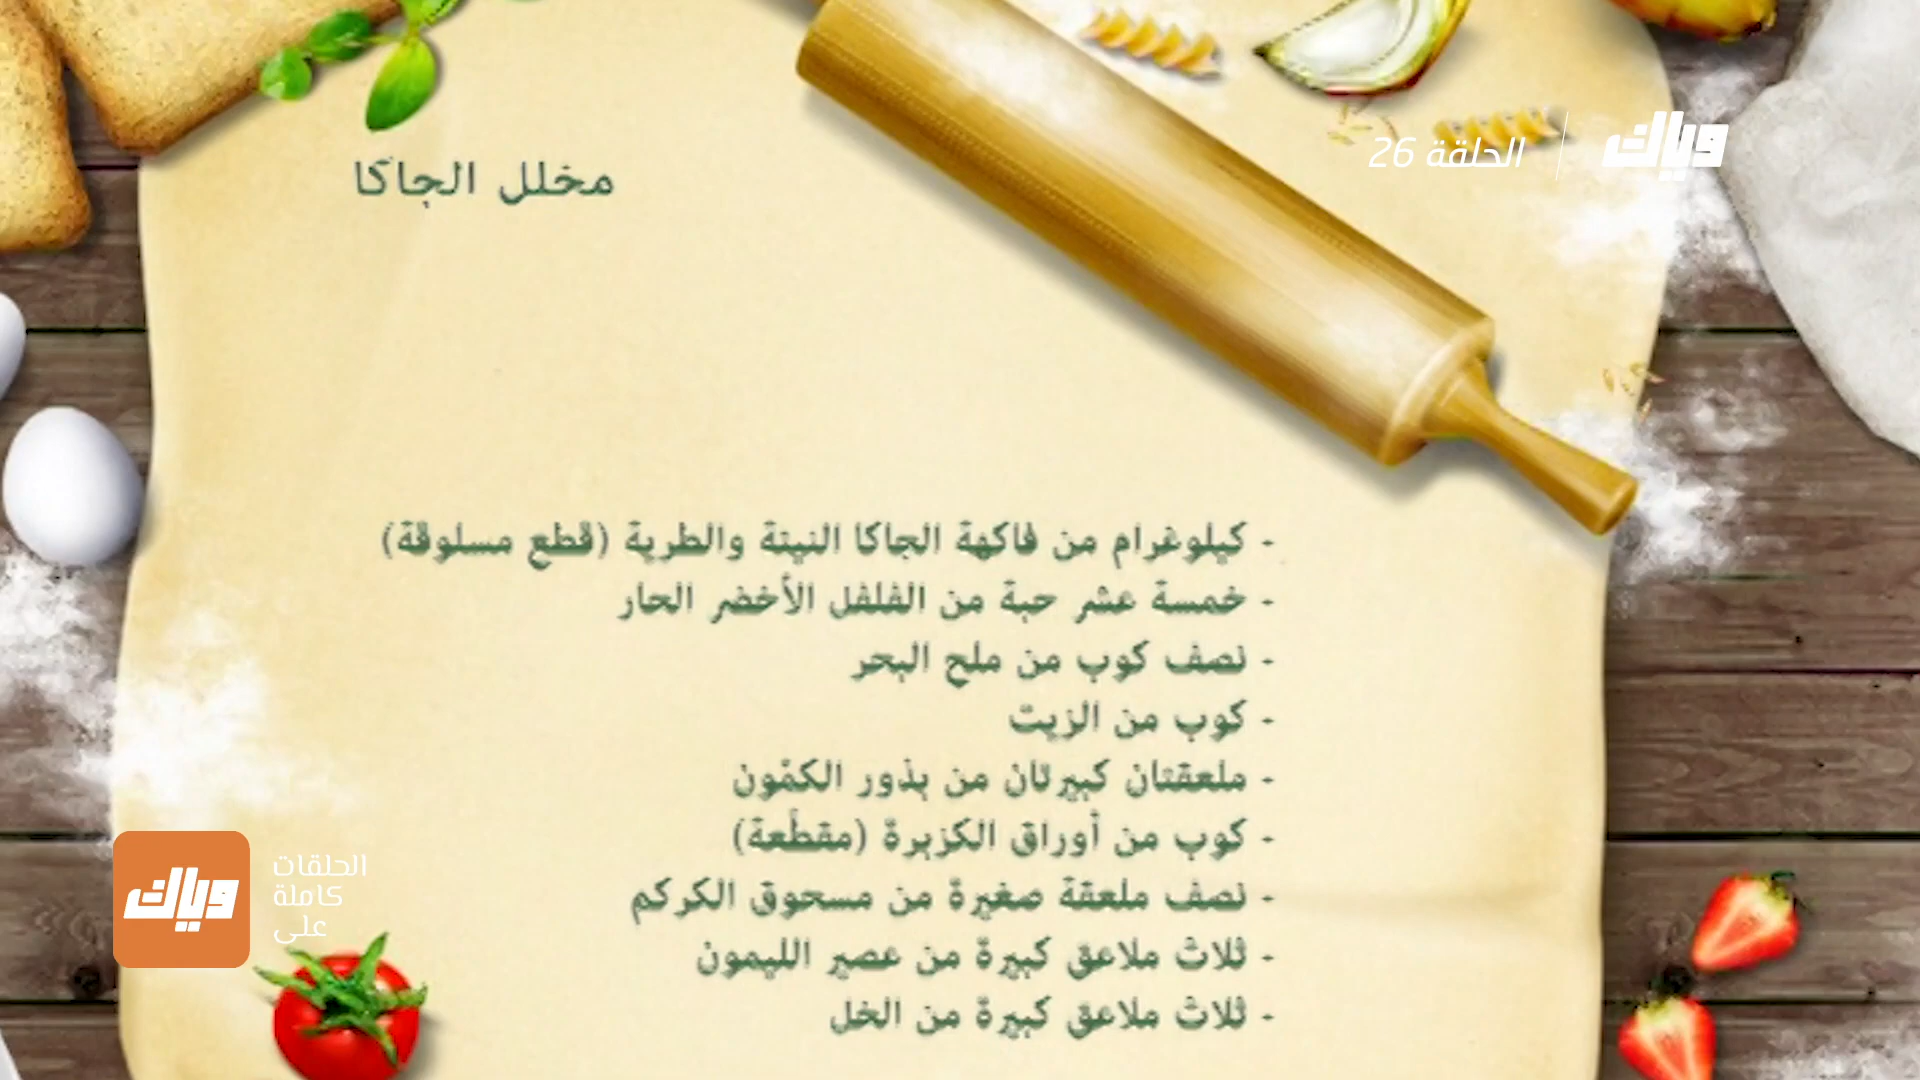 وياك
الحلقة 26
مخلل الجاكا
- كيلوغرام من فاكهة الجاكا النيئة والطرية (قطع مسلوقة)
- خمسة عشر حبة من الفلفل الأخضر الحار
- نصف كوب من ملح البحر
- كوب من الزيت
- ملعقتان كبيرتان من بذور الكمّون
- كوب من أوراق الكزبرة (مقطّعة)
- نصف ملعقة صغيرة من مسحوق الكركم
- ثلاث ملاعق كبيرة من عصير الليمون
- ثلاث ملاعق كبيرة من الخل
وياك
الحلقات
كاملة
على